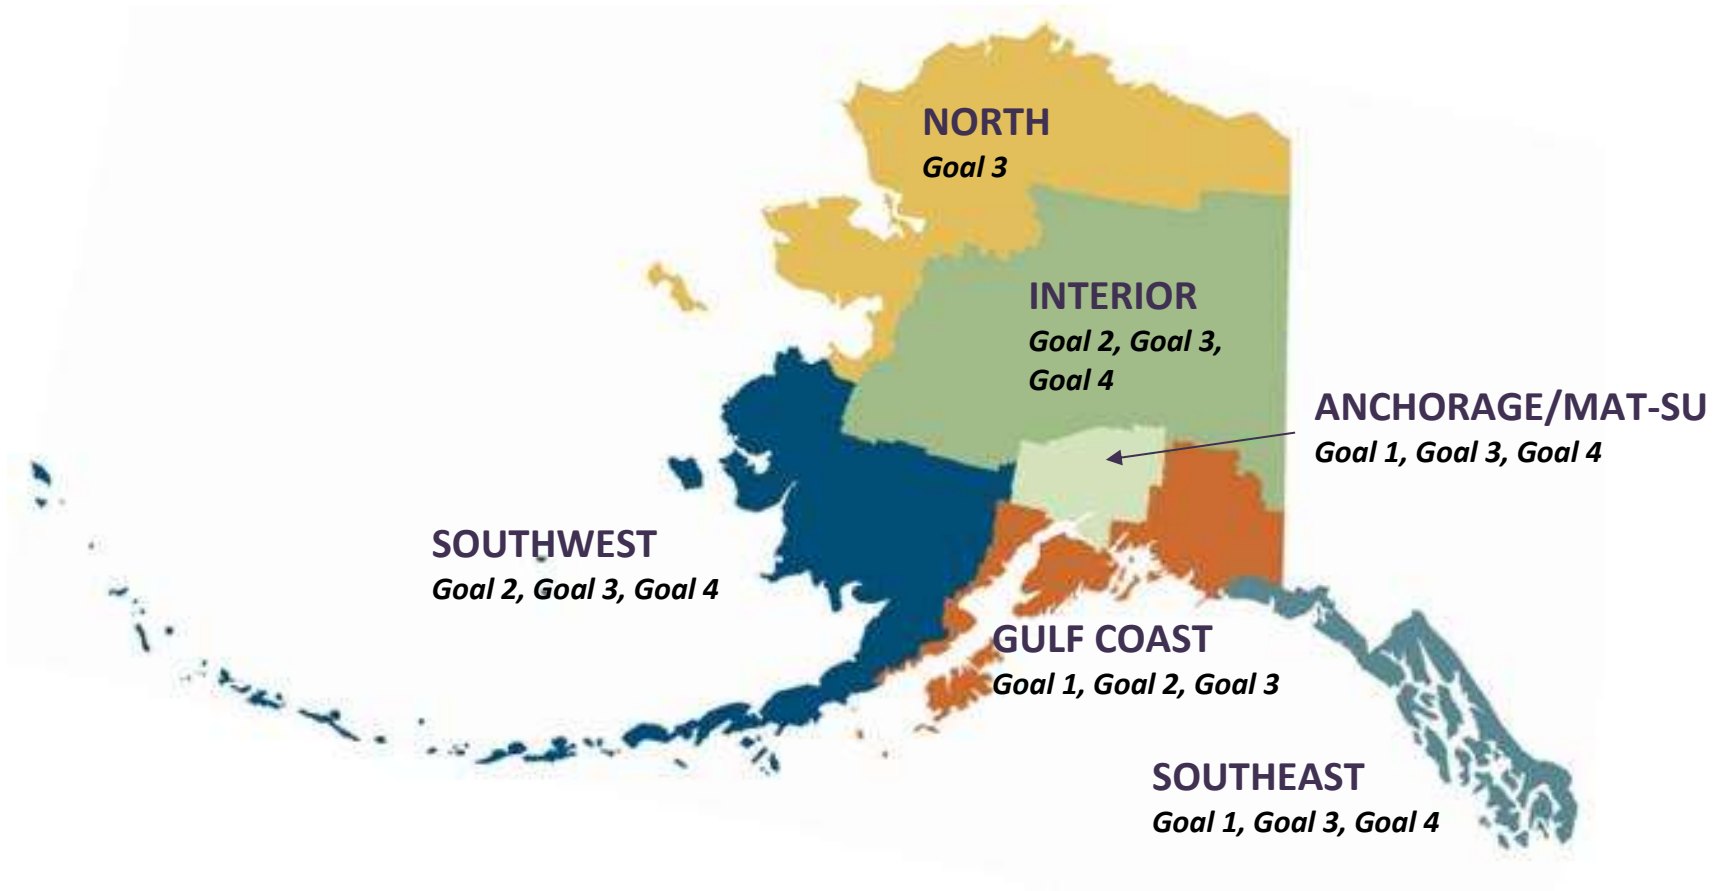 NORTH
Goal 3
INTERIOR
Goal 2, Goal 3,
Goal 4
ANCHORAGE/MAT-SU
Goal 1, Goal 3, Goal 4
SOUTHWEST
Goal 2, Goal 3, Goal 4
GULF COAST
Goal 1, Goal 2, Goal 3
SOUTHEAST
Goal 1, Goal 3, Goal 4